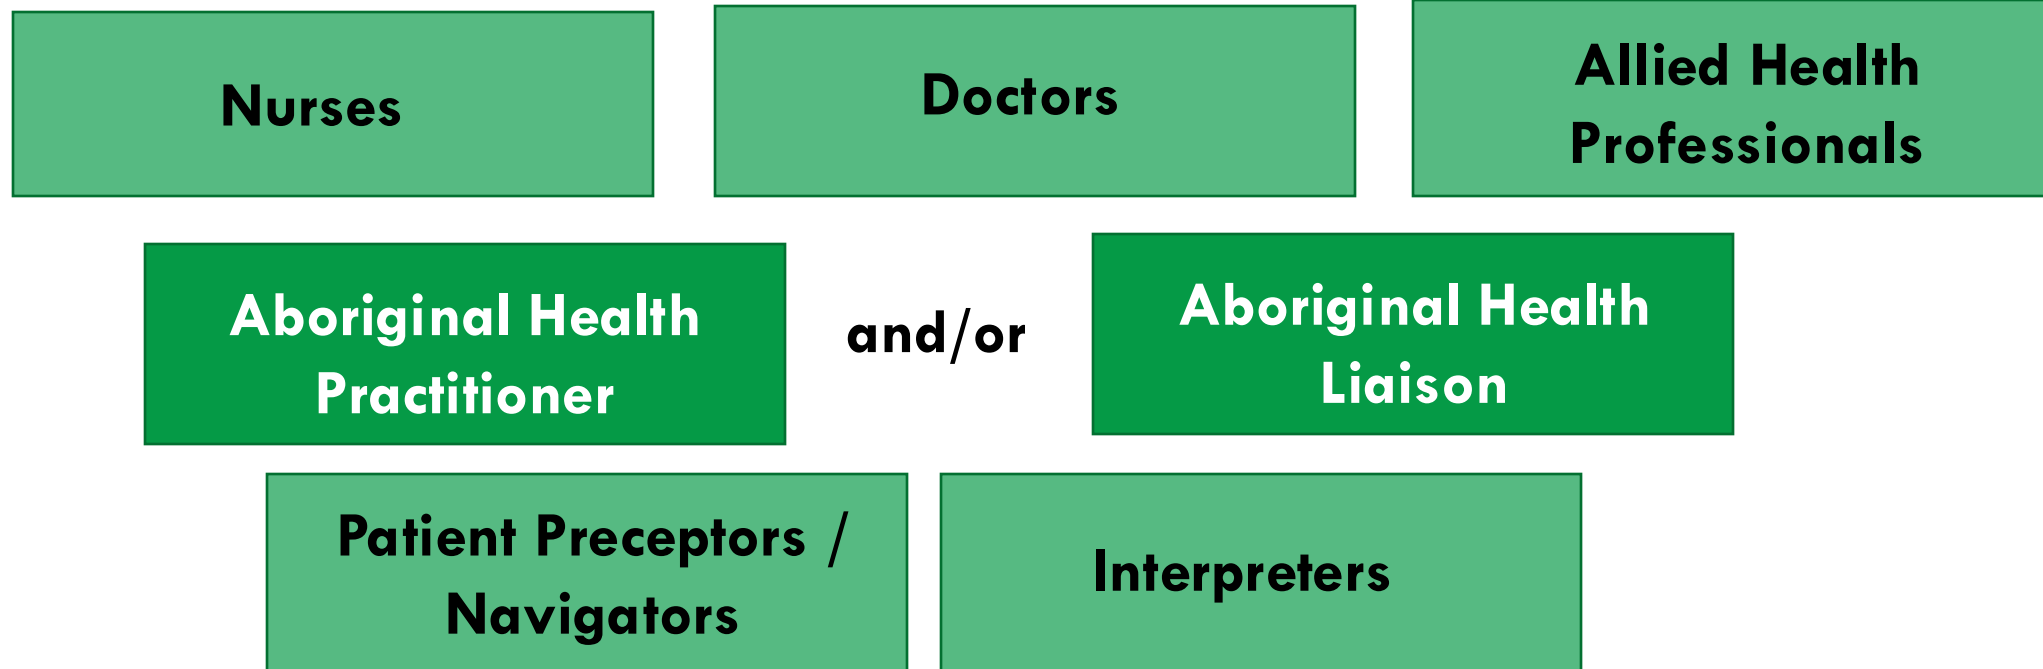 Nurses
Doctors
Allied Health
Professionals
Aboriginal Health
Practitioner
and/or
Aboriginal Health
Liaison
Patient Preceptors /
Navigators
Interpreters